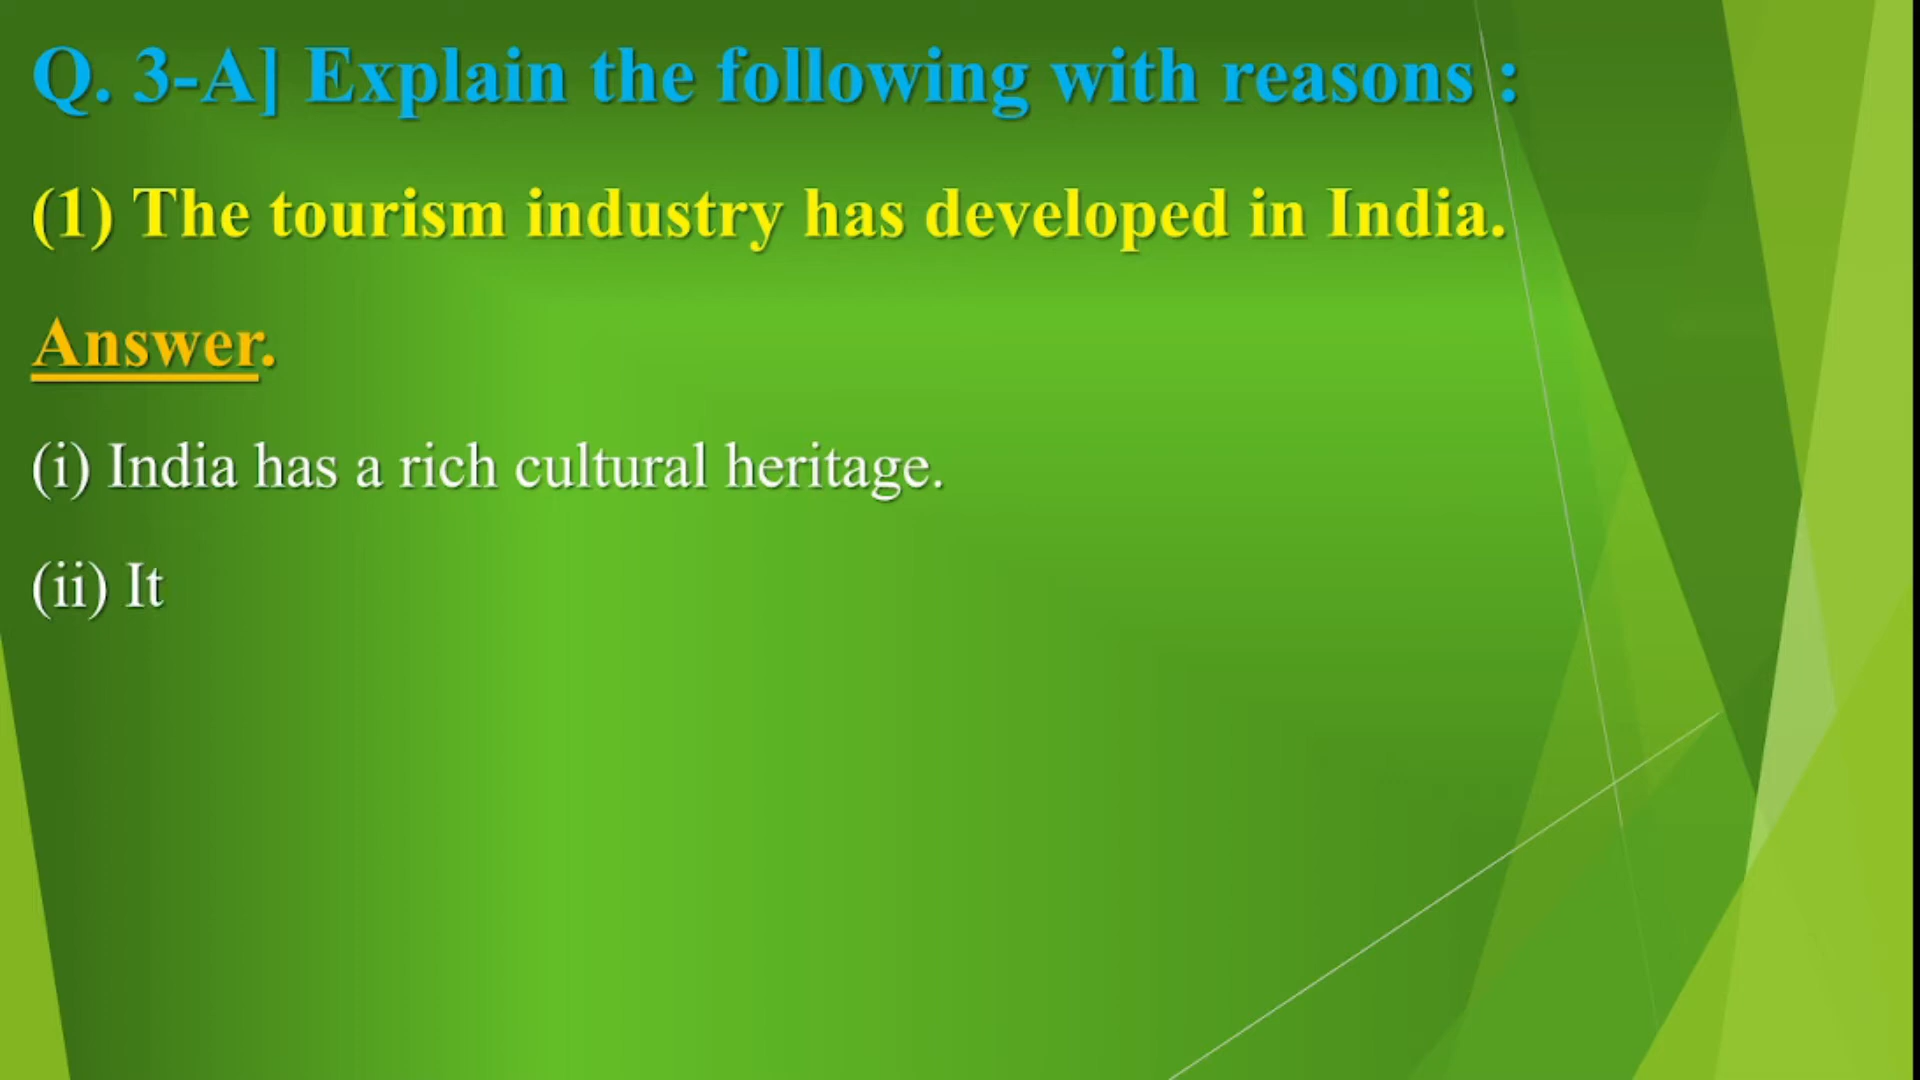 Q. 3-A] Explain the following with reasons :
(1) The tourism industry has developed in India.
Answer.
(i) India has a rich cultural heritage.
(ii) It